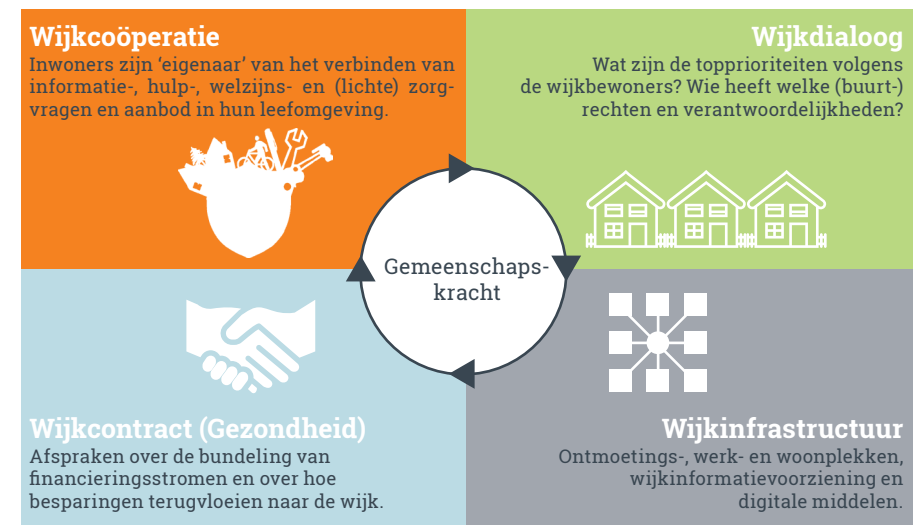 Wijkcoöperatie
Inwoners zijn ‘eigenaar’ van het verbinden van
informatie-, hulp-, welzijns- en (lichte) zorg-
vragen en aanbod in hun leefomgeving.
Wijkdialoog
Wat zijn de topprioriteiten volgens
de wijkbewoners? Wie heeft welke (buurt-)
rechten en verantwoordelijkheden?
Gemeenschaps-
kracht
Wijkcontract (Gezondheid)
Afspraken over de bundeling van
financieringsstromen en over hoe
besparingen terugvloeien naar de wijk.
Wijkinfrastructuur
Ontmoetings-, werk- en woonplekken,
wijkinformatievoorziening en
digitale middelen.